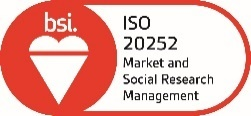 bsi.
ISO
20252
Market and
Social Research
Management